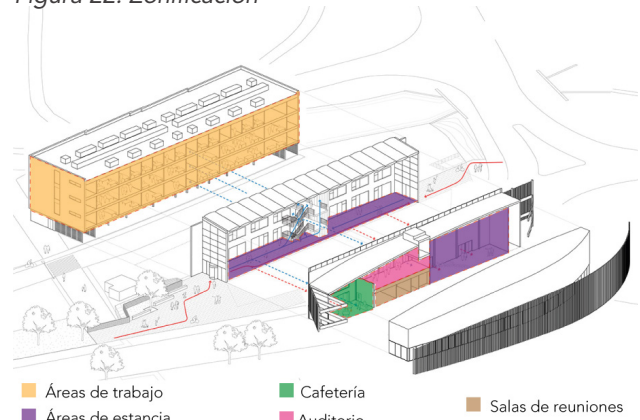 Figura 22. Zonificación
Áreas de trabajo
Cafetería
Salas de reuniones
Áreas de estancia
Auditorio